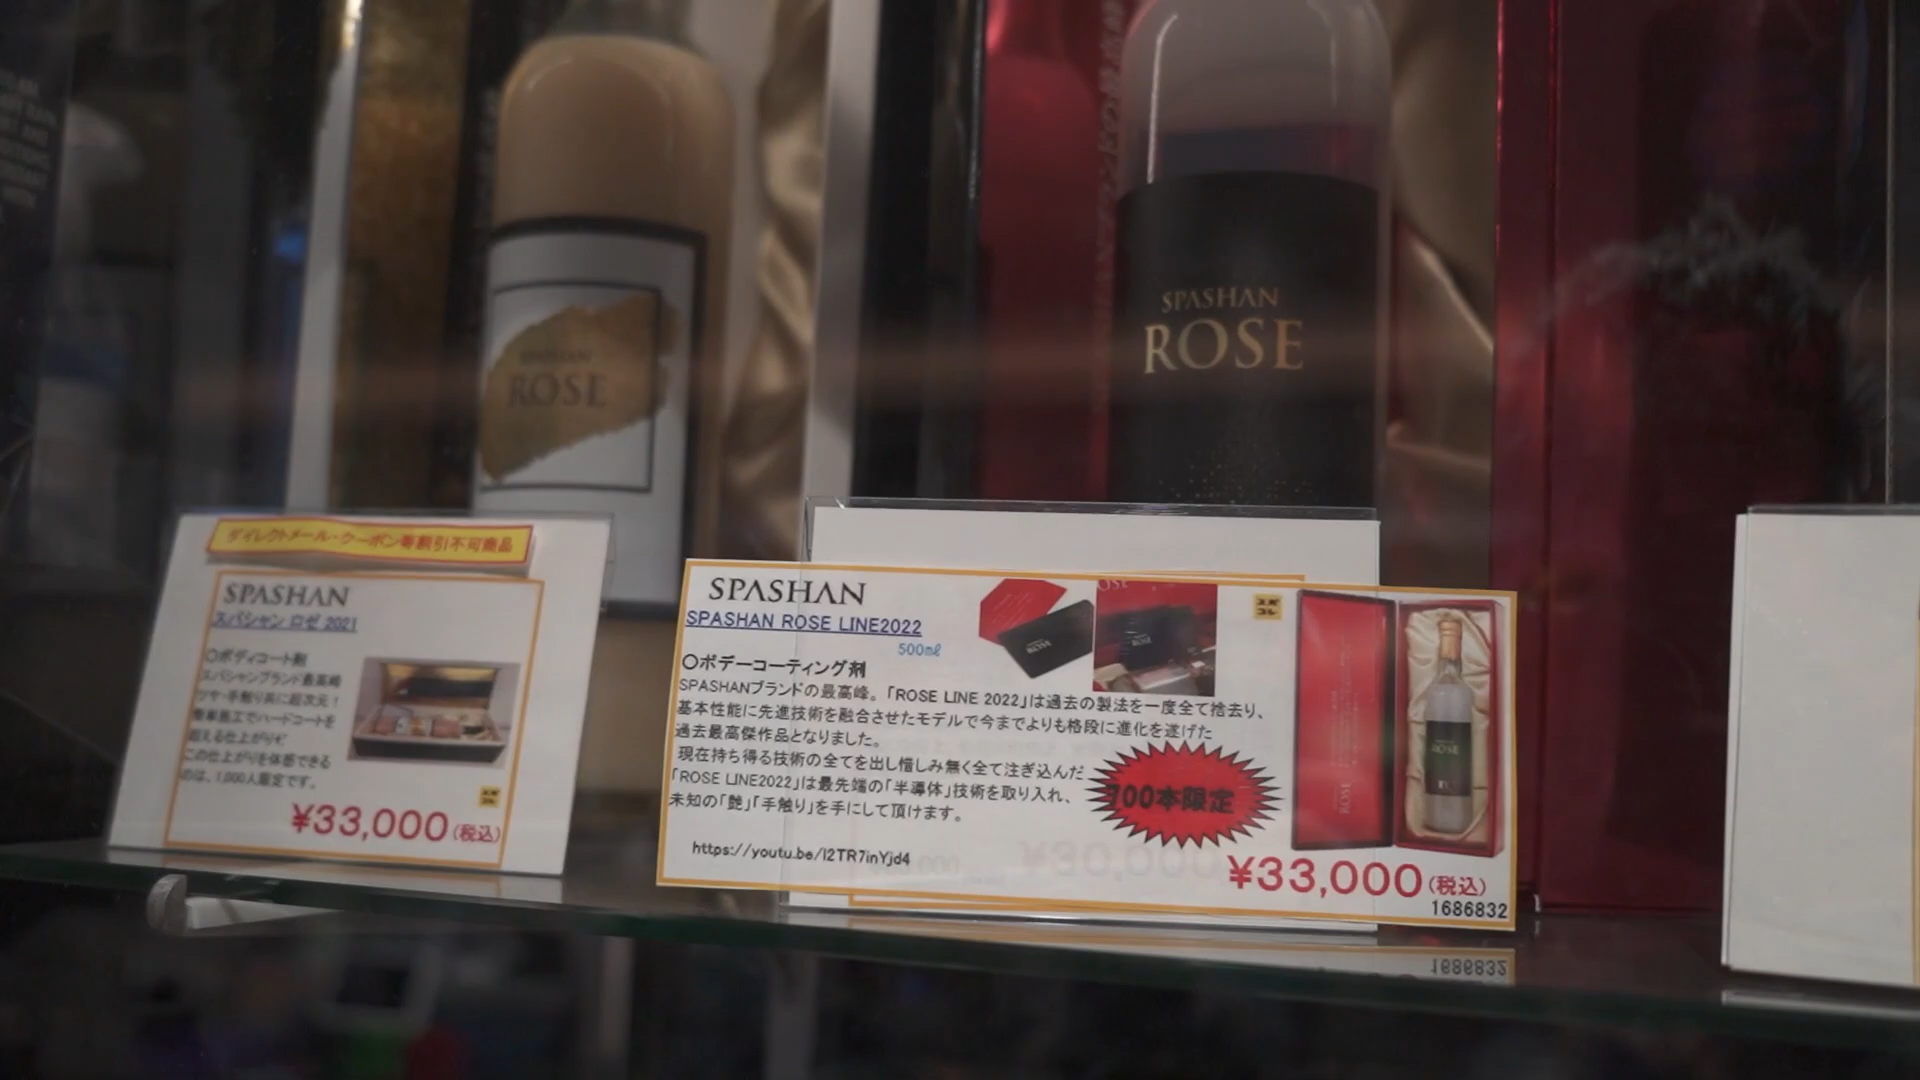 SPASHAN
ROSE
SPASHAN
ROSE
ダイレクトメール・クーポン等割引不可商品
SPASHAN
スパシャン ロゼ 2021
〇ボディコート剤
スパシャンブランド最高峰
ツヤ・手触り共に超次元！
簡単施工でハードコートを
超える仕上がりを
この仕上がりを体感できる
のは、1,000人限定です。
¥33,000(税込)
SPASHAN
SPASHAN ROSE LINE2022
500ml
〇ボデーコーティング剤
SPASHANブランドの最高峰。「ROSE LINE 2022」は過去の製法を一度全て捨去り、
基本性能に先進技術を融合させたモデルで今までよりも格段に進化を遂げた
過去最高傑作品となりました。
現在持ち得る技術の全てを出し惜しみ無く全て注ぎ込んだ
「ROSE LINE2022」は最先端の「半導体」技術を取り入れ、
未知の「艶」「手触り」を手にして頂けます。
700本限定
https://youtu.be/I2TR7inYjd4
¥33,000(税込)
1686832